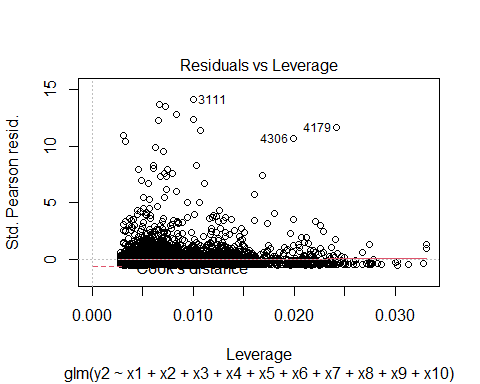 Residuals vs Leverage
Std. Pearson resid.
15
10
5
0
3111
4306
4179
Cook's distance
0.000
0.010
0.020
0.030
Leverage
glm(y2 ~ x1 + x2 + x3 + x4 + x5 + x6 + x7 + x8 + x9 + x10)